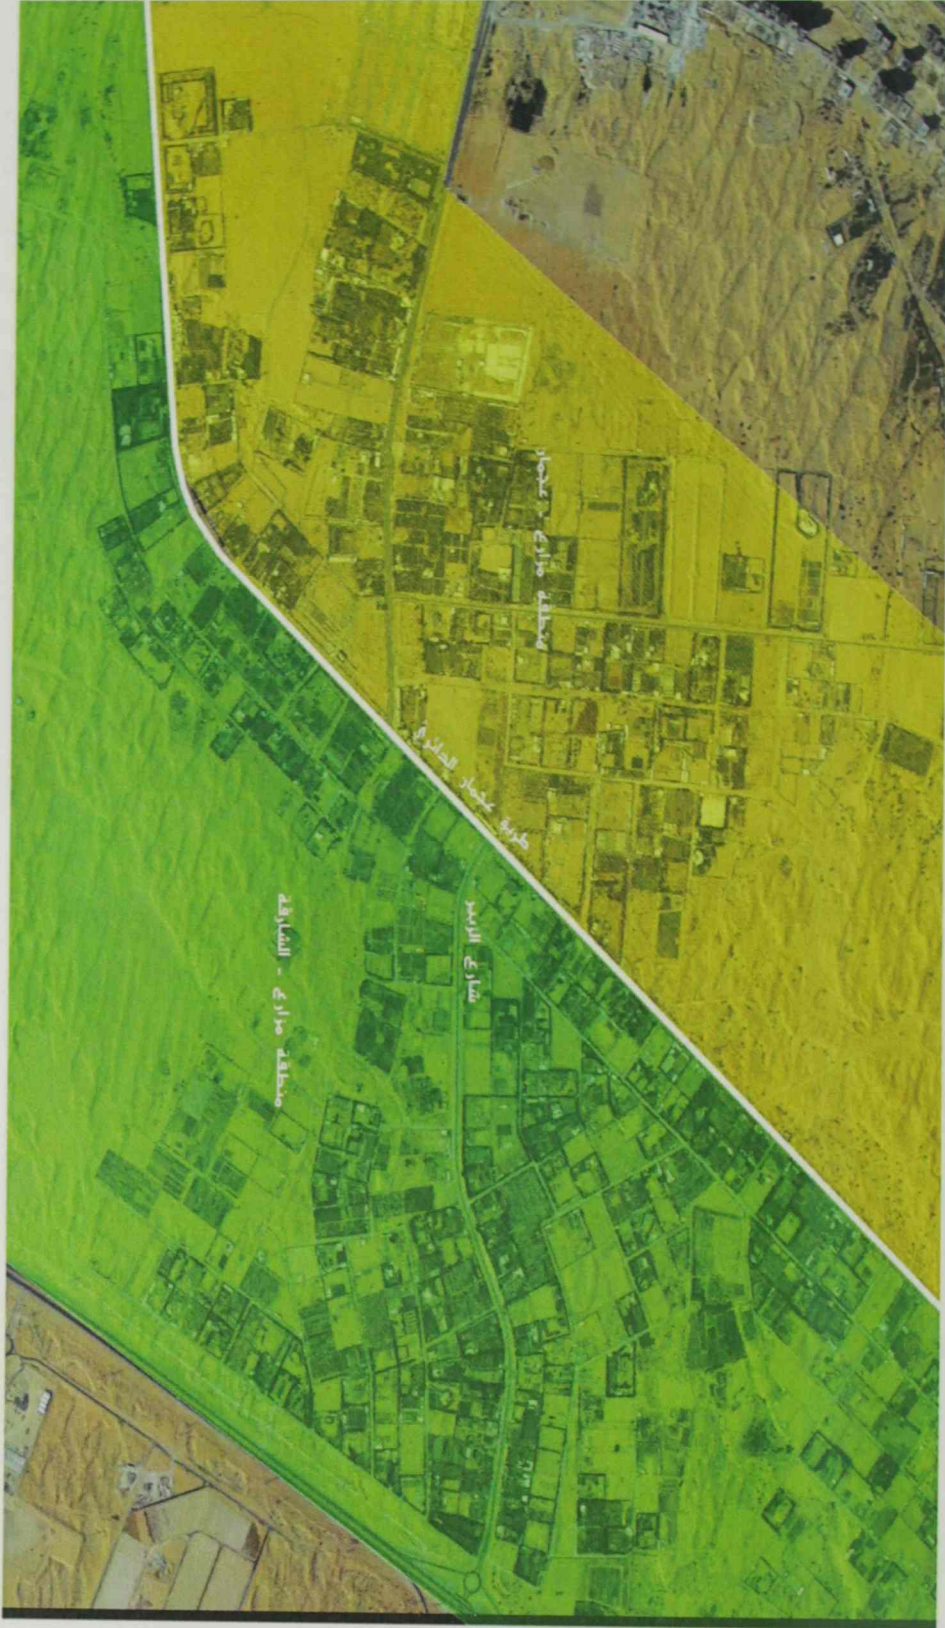 منطقة مزارع - عجمان
طريق عجمان الدائري
شارع الزبير
منطقة مزارع - الشارقة